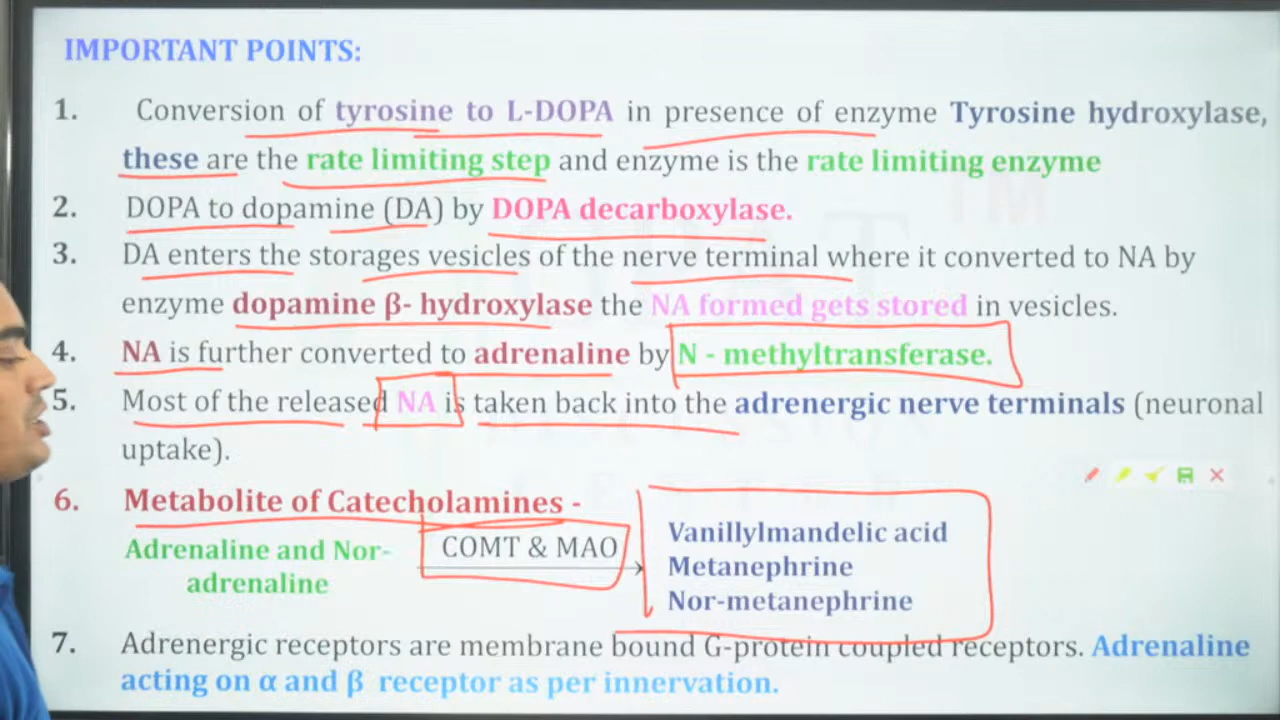 IMPORTANT POINTS:
1. Conversion of tyrosine to L-DOPA in presence of enzyme Tyrosine hydroxylase,
these are the rate limiting step and enzyme is the rate limiting enzyme
2. DOPA to dopamine (DA) by DOPA decarboxylase.
3. DA enters the storages vesicles of the nerve terminal where it converted to NA by
enzyme dopamine β- hydroxylase the NA formed gets stored in vesicles.
4. NA is further converted to adrenaline by N - methyltransferase.
5. Most of the released NA is taken back into the adrenergic nerve terminals (neuronal
uptake).
6. Metabolite of Catecholamines -
Adrenaline and Nor-
adrenaline
COMT & MAO
Vanillylmandelic acid
Metanephrine
Nor-metanephrine
7. Adrenergic receptors are membrane bound G-protein coupled receptors. Adrenaline
acting on α and β receptor as per innervation.